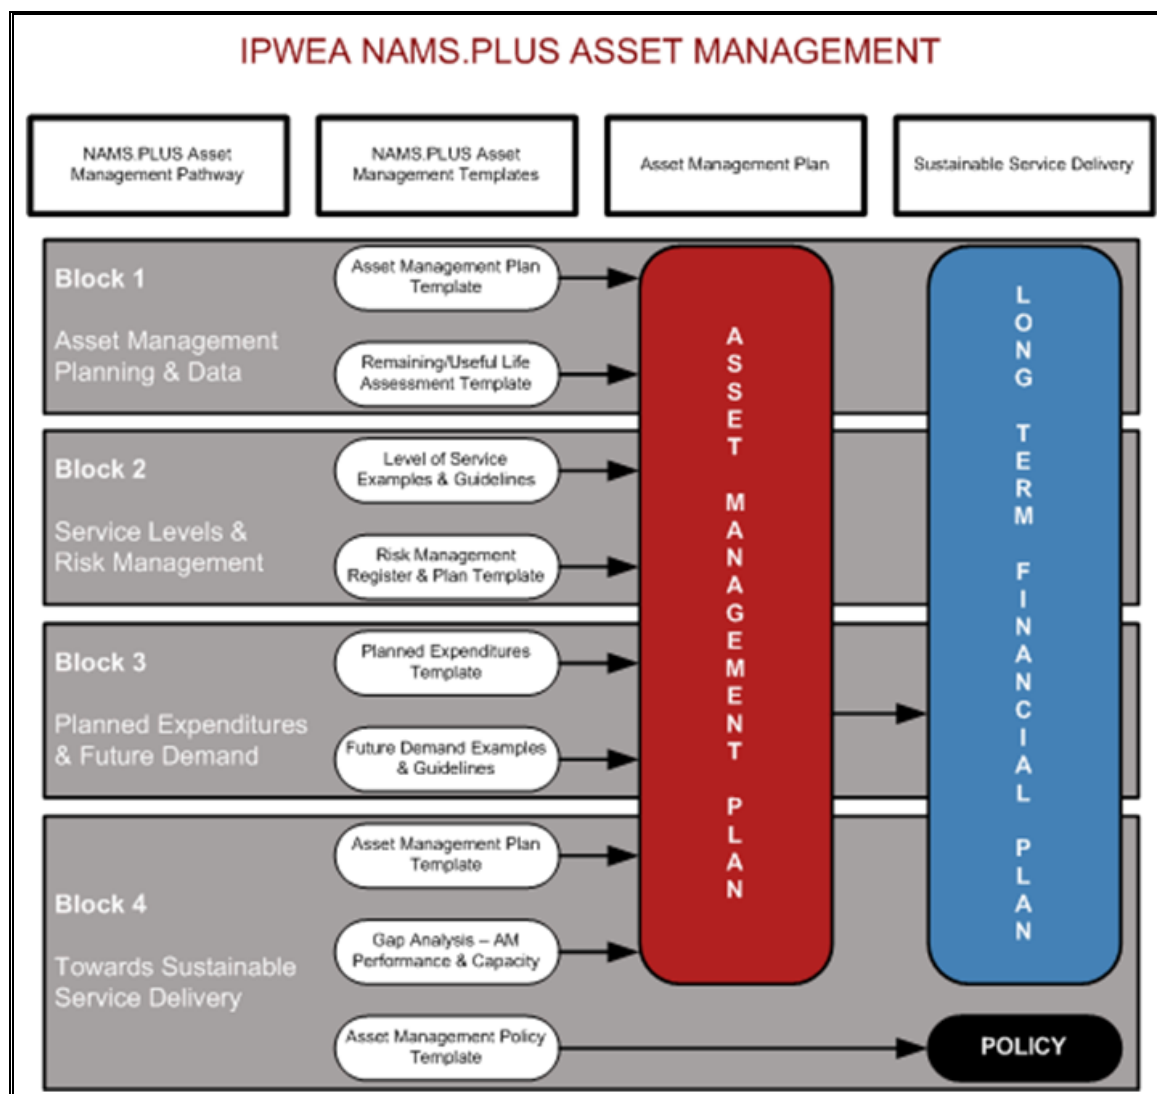 IPWEA NAMS.PLUS ASSET MANAGEMENT
NAMS.PLUS Asset
Management Pathway
NAMS.PLUS Asset
Management Templates
Asset Management Plan
Sustainable Service Delivery
Block 1
Asset Management
Planning & Data
Asset Management Plan
Template
Remaining/Useful Life
Assessment Template
Block 2
Service Levels &
Risk Management
Level of Service
Examples & Guidelines
Risk Management
Register & Plan Template
Block 3
Planned Expenditures
& Future Demand
Planned Expenditures
Template
Future Demand Examples
& Guidelines
Block 4
Towards Sustainable
Service Delivery
Asset Management Plan
Template
Gap Analysis – AM
Performance & Capacity
Asset Management Policy
Template
ASSET MANAGEMENT PLAN
LONG TERM FINANCIAL PLAN
POLICY